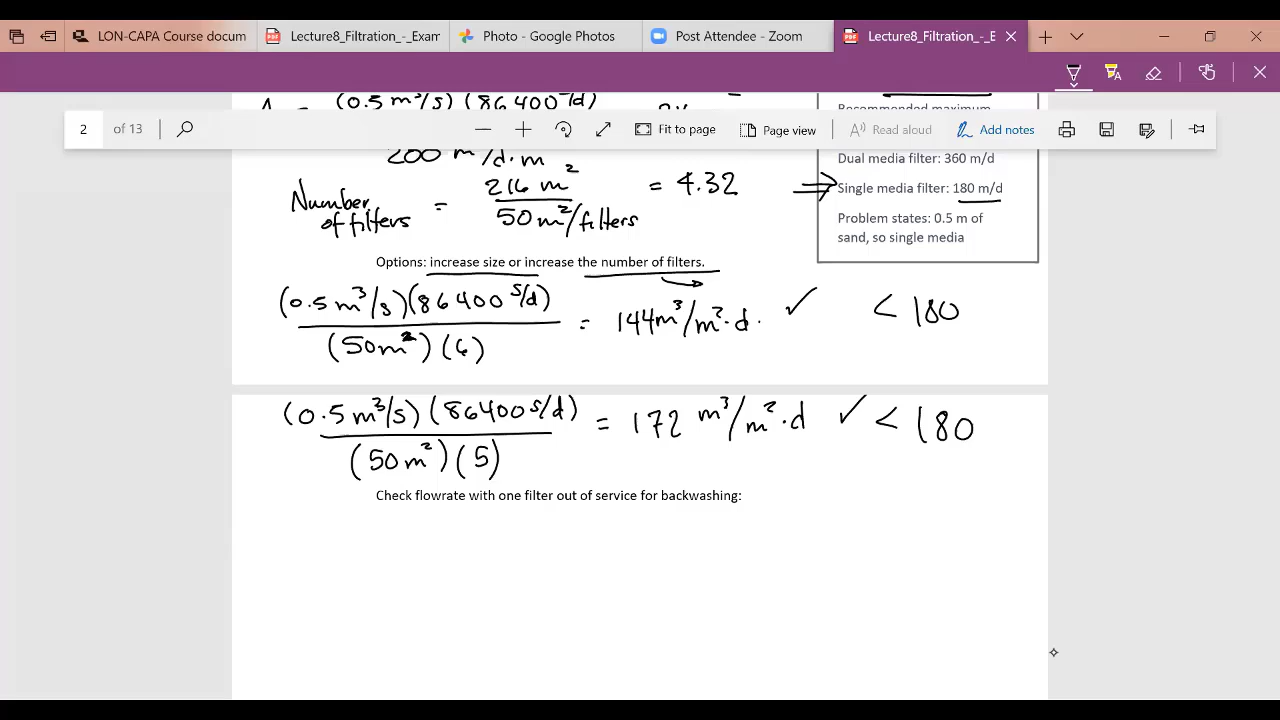 LON-CAPA Course docum
Lecture8_Filtration_-_Exam
Photo - Google Photos
Post Attendee - Zoom
Lecture8_Filtration_-_E
(0.5 m³/s) (86400 s/d)
Recommended maximum
2 of 13
Fit to page
Page view
Read aloud
Add notes
200 m³/d·m²
Dual media filter: 360 m/d
Number of filters = 216 m² / 50 m²/filters = 4.32 ⇒
Single media filter: 180 m/d
Problem states: 0.5 m of
sand, so single media
Options: increase size or increase the number of filters.
(0.5 m³/s)(86400 s/d) / (50m²)(6) = 144 m³/m²·d. ✓ < 180
(0.5 m³/s)(86400 s/d) / (50m²)(5) = 172 m³/m²·d ✓ < 180
Check flowrate with one filter out of service for backwashing: